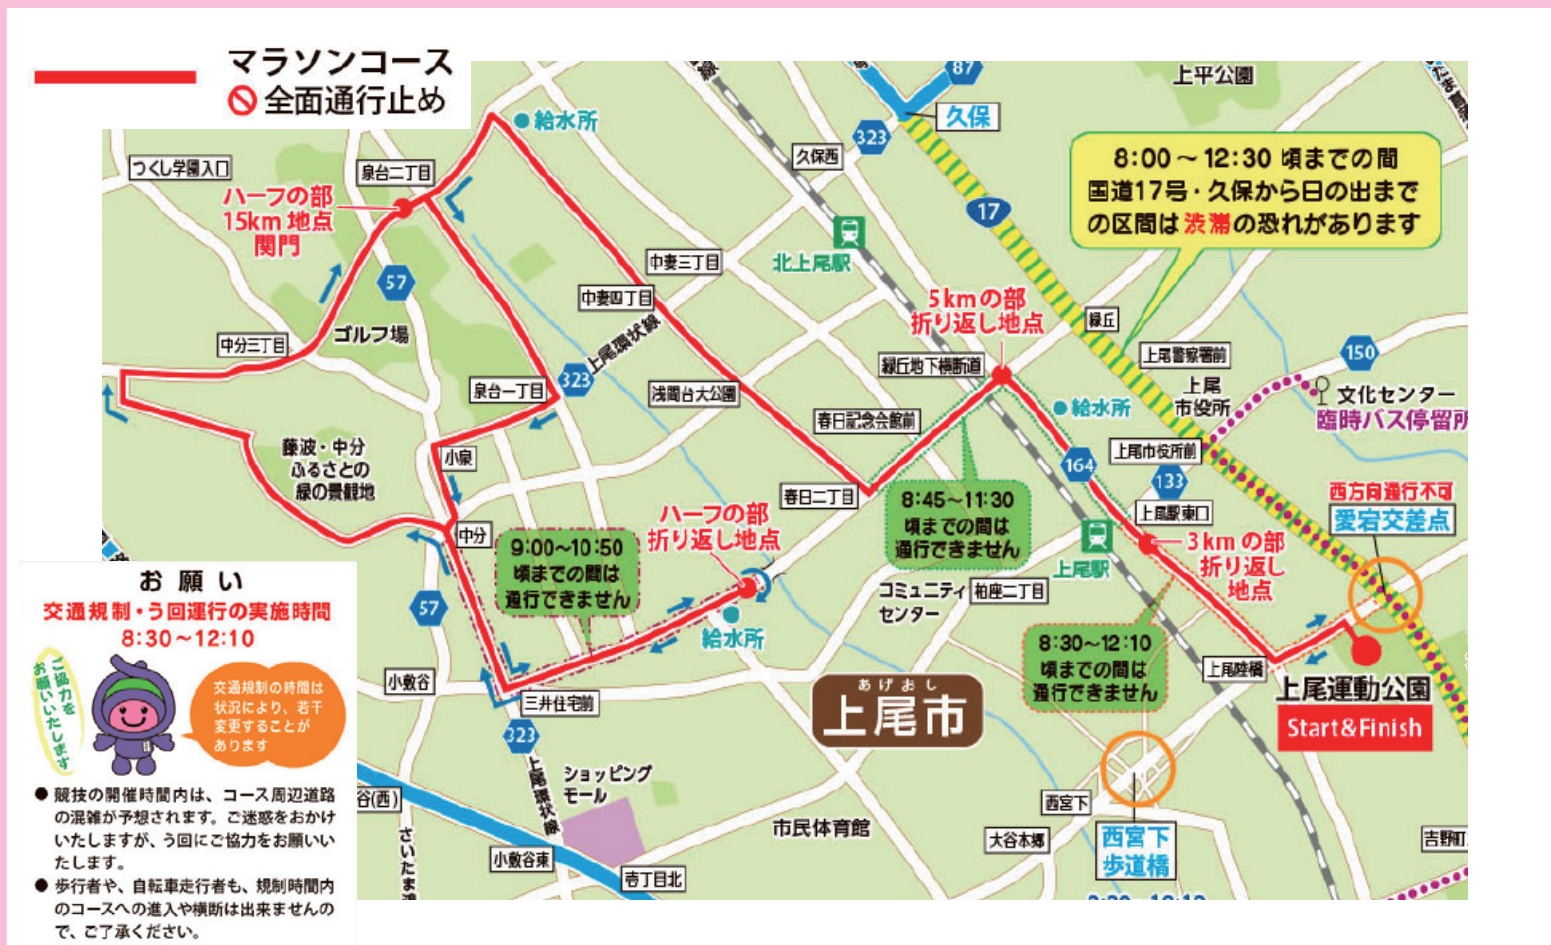 マラソンコース
全面通行止め
87
上平公園
給水所
久保
323
久保西
つくし学園入口
泉台二丁目
8:00～12:30 頃までの間
国道17号・久保から日の出まで
の区間は渋滞の恐れがあります
ハーフの部
15km 地点
関門
17
北上尾駅
中妻三丁目
57
中妻四丁目
5kmの部
折り返し地点
緑丘
上尾環状線
中分三丁目
ゴルフ場
上尾警察署前
150
緑丘地下横断道
上尾
市役所
323
泉台一丁目
浅間台大公園
文化センター
臨時バス停留所
給水所
春日記念会館前
藤波・中分
ふるさとの
緑の景観地
小泉
164
上尾市役所前
133
春日二丁目
8:45～11:30
頃までの間は
通行できません
西方向通行不可
愛宕交差点
上尾駅東口
ハーフの部
折り返し地点
中分
9:00～10:50
頃までの間は
通行できません
上尾駅
3kmの部
折り返し
地点
コミュニティ
センター
柏座二丁目
57
給水所
8:30～12:10
頃までの間は
通行できません
小敷谷
三井住宅前
上尾陸橋
上尾運動公園
Start&Finish
あげおし
上尾市
323
上尾環状線
ショッピング
モール
谷(西)
西宮下
市民体育館
大谷本郷
西宮下
歩道橋
吉野町
小敷谷東
壱丁目北
お願い
交通規制・う回運行の実施時間
8:30～12:10
ご協力を
お願いいたします
交通規制の時間は
状況により、若干
変更することが
あります
● 競技の開催時間内は、コース周辺道路
の混雑が予想されます。ご迷惑をおかけ
いたしますが、う回にご協力をお願いい
たします。
● 歩行者や、自転車走行者も、規制時間内
のコースへの進入や横断は出来ませんの
で、ご了承ください。